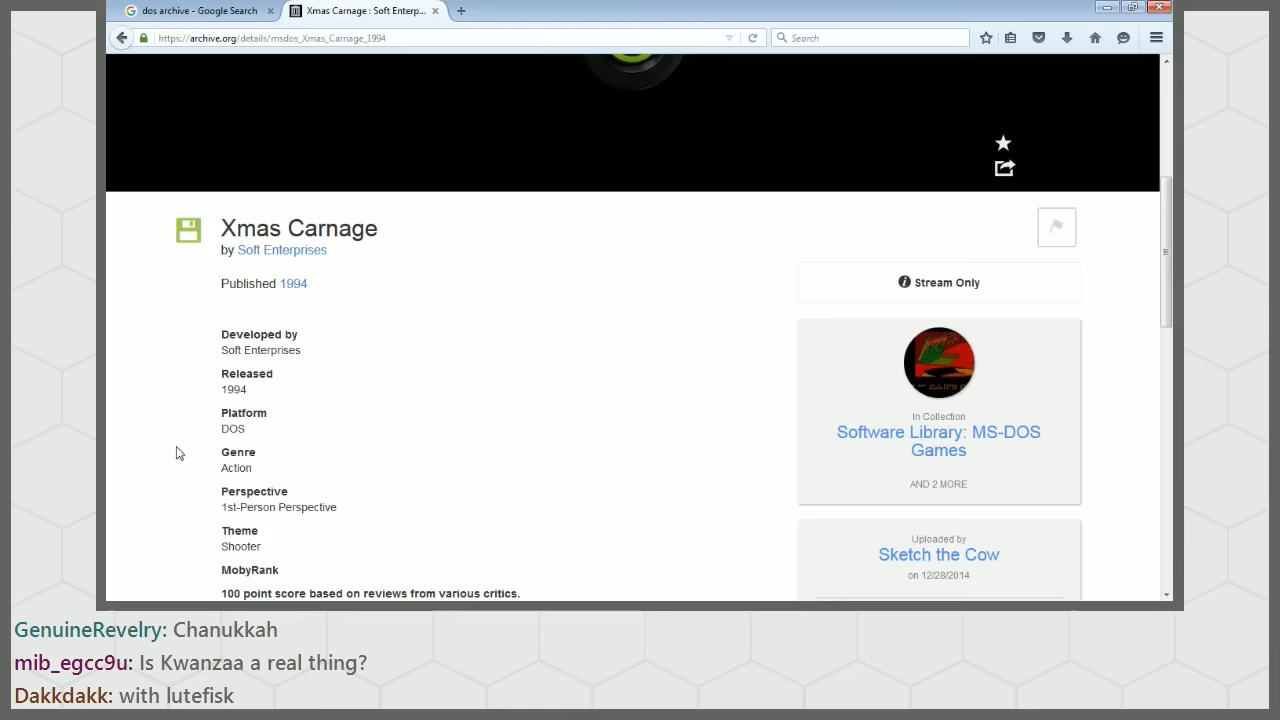 dos archive - Google Search
Xmas Carnage : Soft Enterp...
https://archive.org/details/msdos_Xmas_Carnage_1994
Search
Xmas Carnage
by Soft Enterprises
Published 1994
Stream Only
Developed by
Soft Enterprises
Released
1994
Platform
DOS
Genre
Action
Perspective
1st-Person Perspective
Theme
Shooter
MobyRank
100 point score based on reviews from various critics.
In Collection
Software Library: MS-DOS
Games
AND 2 MORE
Uploaded by
Sketch the Cow
on 12/28/2014
GenuineRevelry: Chanukkah
mib_egcc9u: Is Kwanzaa a real thing?
Dakkdakk: with lutefisk